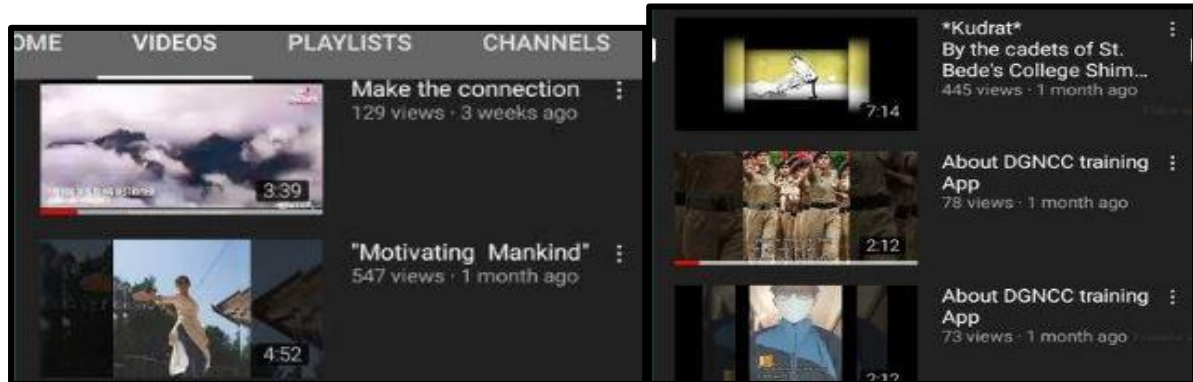 OME VIDEOS PLAYLISTS CHANNELS
Make the connection
129 views · 3 weeks ago
3:39
"Motivating Mankind"
547 views · 1 month ago
4:52
*Kudrat*
By the cadets of St.
Bede's College Shim...
445 views · 1 month ago
7:14
About DGNCC training
App
78 views · 1 month ago
2:12
About DGNCC training
App
73 views · 1 month ago
2:12